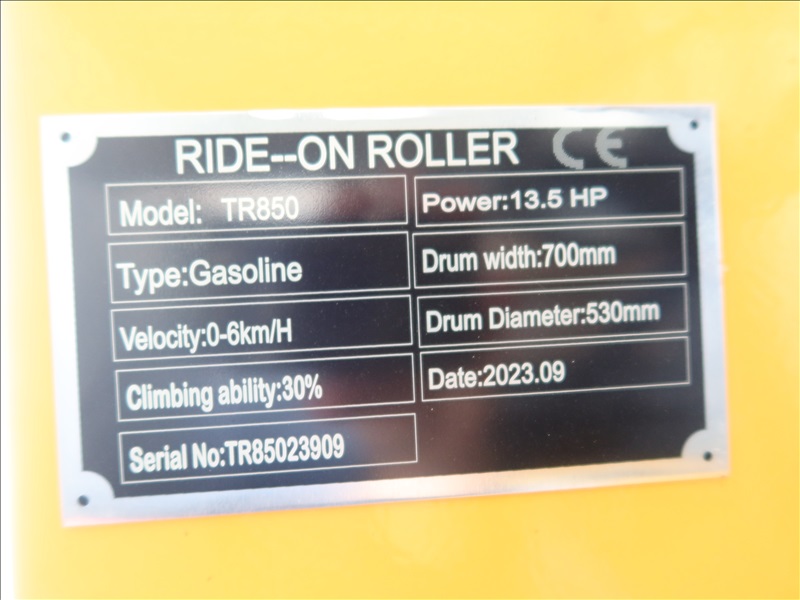 RIDE--ON ROLLER CE
Model: TR850
Power:13.5 HP
Type:Gasoline
Drum width:700mm
Velocity:0-6km/H
Drum Diameter:530mm
Climbing ability:30%
Date:2023.09
Serial No:TR85023909